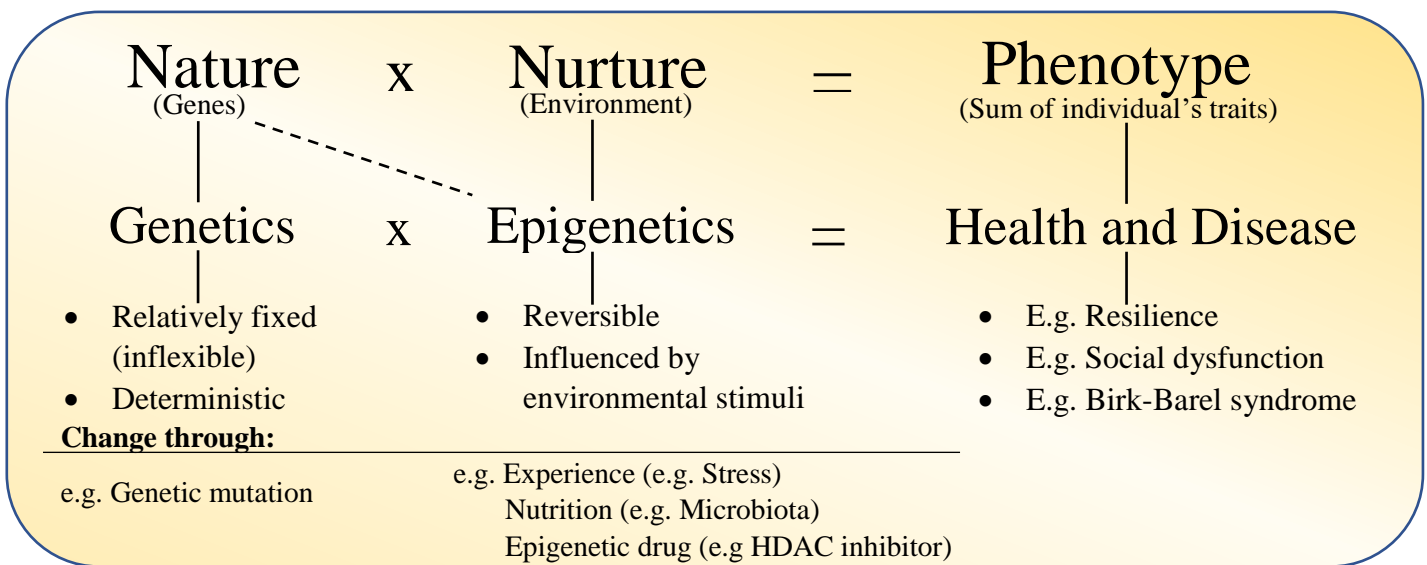 Nature x Nurture = Phenotype
(Genes) (Environment) (Sum of individual's traits)
Genetics x Epigenetics = Health and Disease
• Relatively fixed (inflexible)
• Deterministic
• Reversible
• Influenced by environmental stimuli
• E.g. Resilience
• E.g. Social dysfunction
• E.g. Birk-Barel syndrome
Change through:
e.g. Genetic mutation
e.g. Experience (e.g. Stress)
Nutrition (e.g. Microbiota)
Epigenetic drug (e.g HDAC inhibitor)